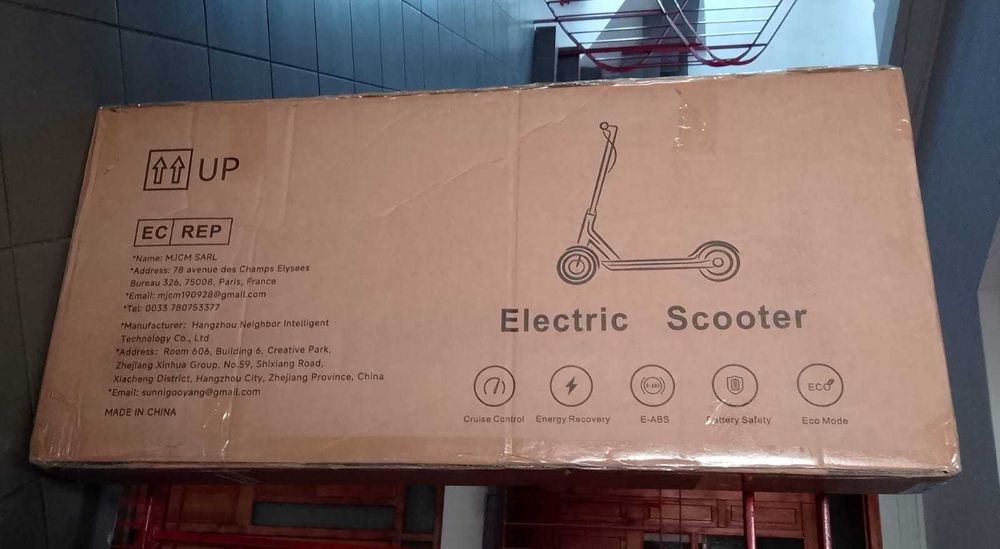 UP
EC REP
*Name: MJCM SARL
*Address: 78 avenue des Champs Elysees
Bureau 326, 75008, Paris, France
*Email: mjcm190928@gmail.com
*Tel: 0033 780753377
*Manufacturer: Hangzhou Neighbor Intelligent
Technology Co., Ltd
*Address: Room 606, Building 6, Creative Park,
Zhejiang Xinhua Group, No.59, Shixiang Road,
Xiacheng District, Hangzhou City, Zhejiang Province, China
*Email: sunnigooyang@gmail.com
MADE IN CHINA
Electric Scooter
E-ABS
ECO
Cruise Control Energy Recovery E-ABS Battery Safety Eco Mode